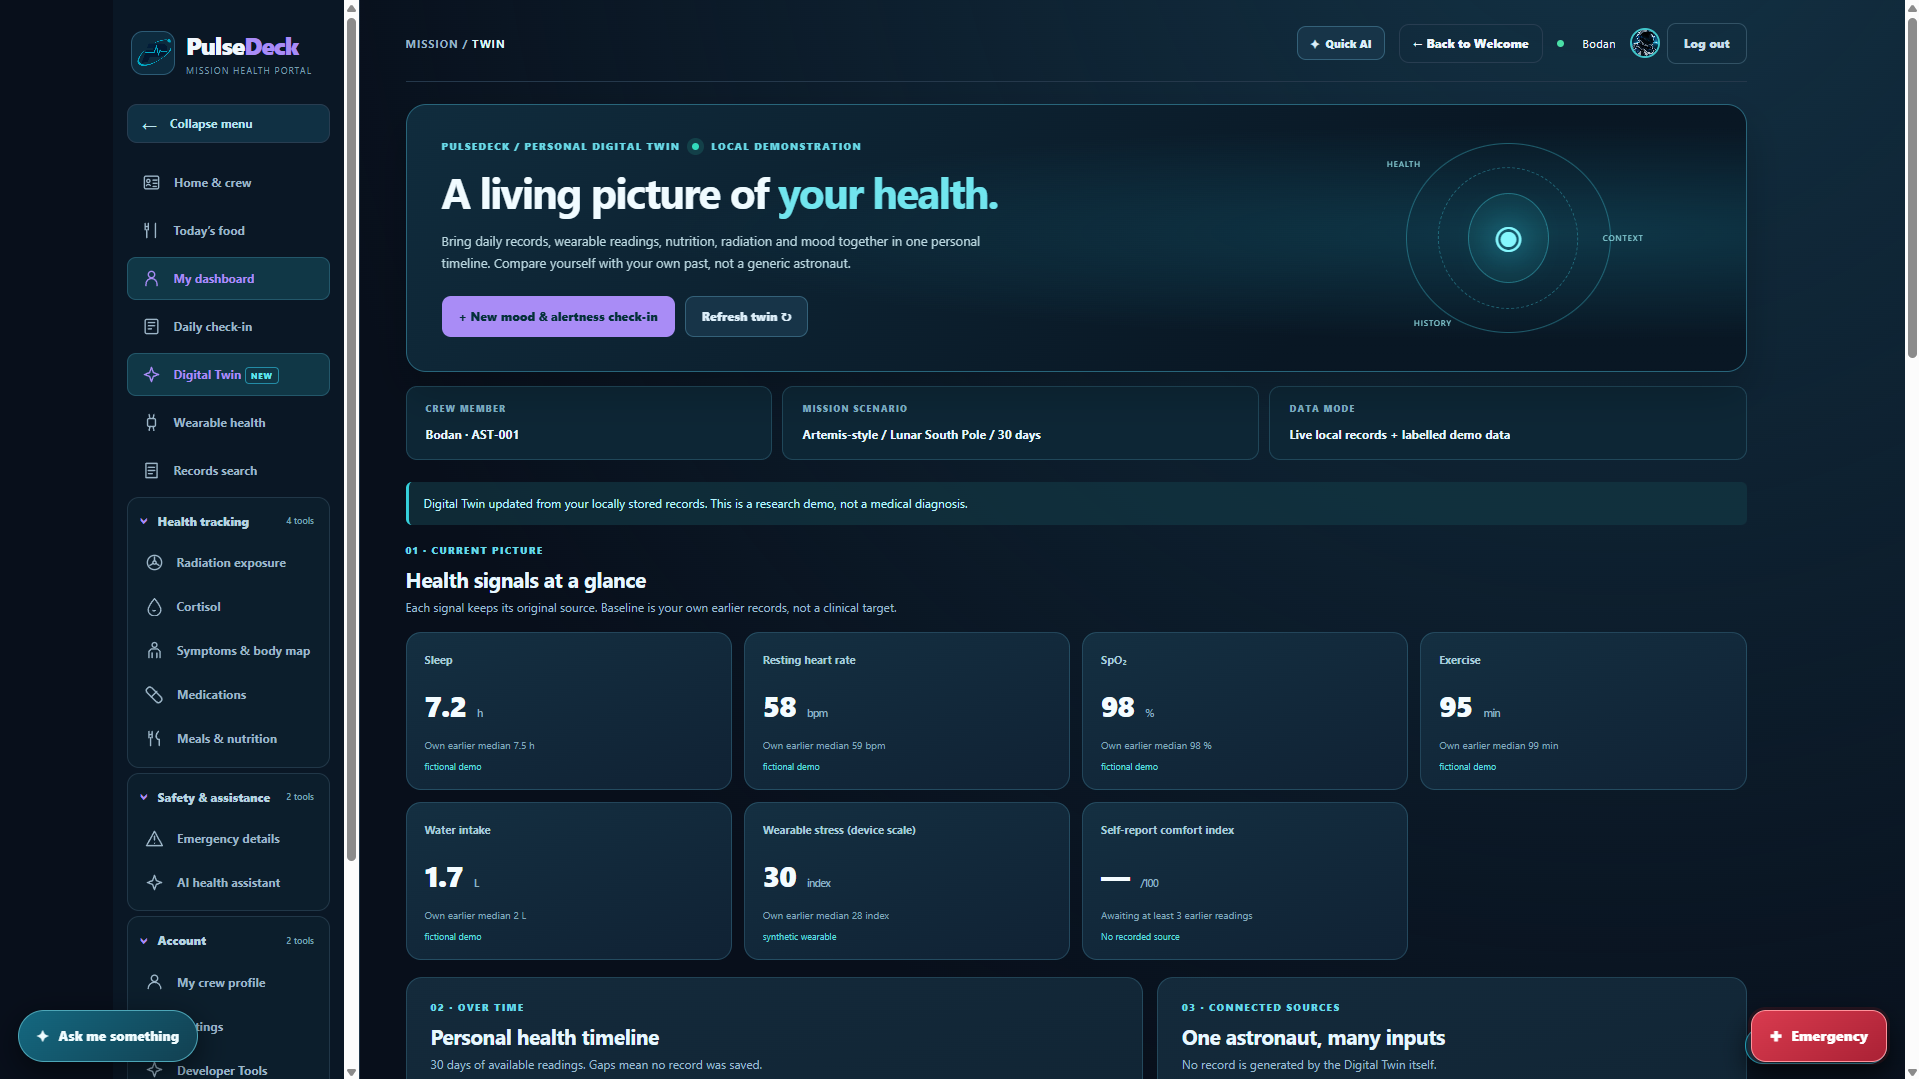 PulseDeck
MISSION HEALTH PORTAL
← Collapse menu
Home & crew
Today's food
My dashboard
Daily check-in
Digital Twin NEW
Wearable health
Records search
Health tracking 4 tools
Radiation exposure
Cortisol
Symptoms & body map
Medications
Meals & nutrition
Safety & assistance 2 tools
Emergency details
AI health assistant
Account 2 tools
My crew profile
tings
Developer Tools
✦ Ask me something
MISSION / TWIN
✦ Quick AI
← Back to Welcome
Bodan
Log out
PULSEDECK / PERSONAL DIGITAL TWIN LOCAL DEMONSTRATION
A living picture of your health.
Bring daily records, wearable readings, nutrition, radiation and mood together in one personal
timeline. Compare yourself with your own past, not a generic astronaut.
+ New mood & alertness check-in
Refresh twin ↻
HEALTH
CONTEXT
HISTORY
CREW MEMBER
Bodan · AST-001
MISSION SCENARIO
Artemis-style / Lunar South Pole / 30 days
DATA MODE
Live local records + labelled demo data
Digital Twin updated from your locally stored records. This is a research demo, not a medical diagnosis.
01 · CURRENT PICTURE
Health signals at a glance
Each signal keeps its original source. Baseline is your own earlier records, not a clinical target.
Sleep
7.2 h
Own earlier median 7.5 h
fictional demo
Resting heart rate
58 bpm
Own earlier median 59 bpm
fictional demo
SpO₂
98 %
Own earlier median 98 %
fictional demo
Exercise
95 min
Own earlier median 99 min
fictional demo
Water intake
1.7 L
Own earlier median 2 L
fictional demo
Wearable stress (device scale)
30 index
Own earlier median 28 index
synthetic wearable
Self-report comfort index
— /100
Awaiting at least 3 earlier readings
No recorded source
02 · OVER TIME
Personal health timeline
30 days of available readings. Gaps mean no record was saved.
03 · CONNECTED SOURCES
One astronaut, many inputs
No record is generated by the Digital Twin itself.
✚ Emergency